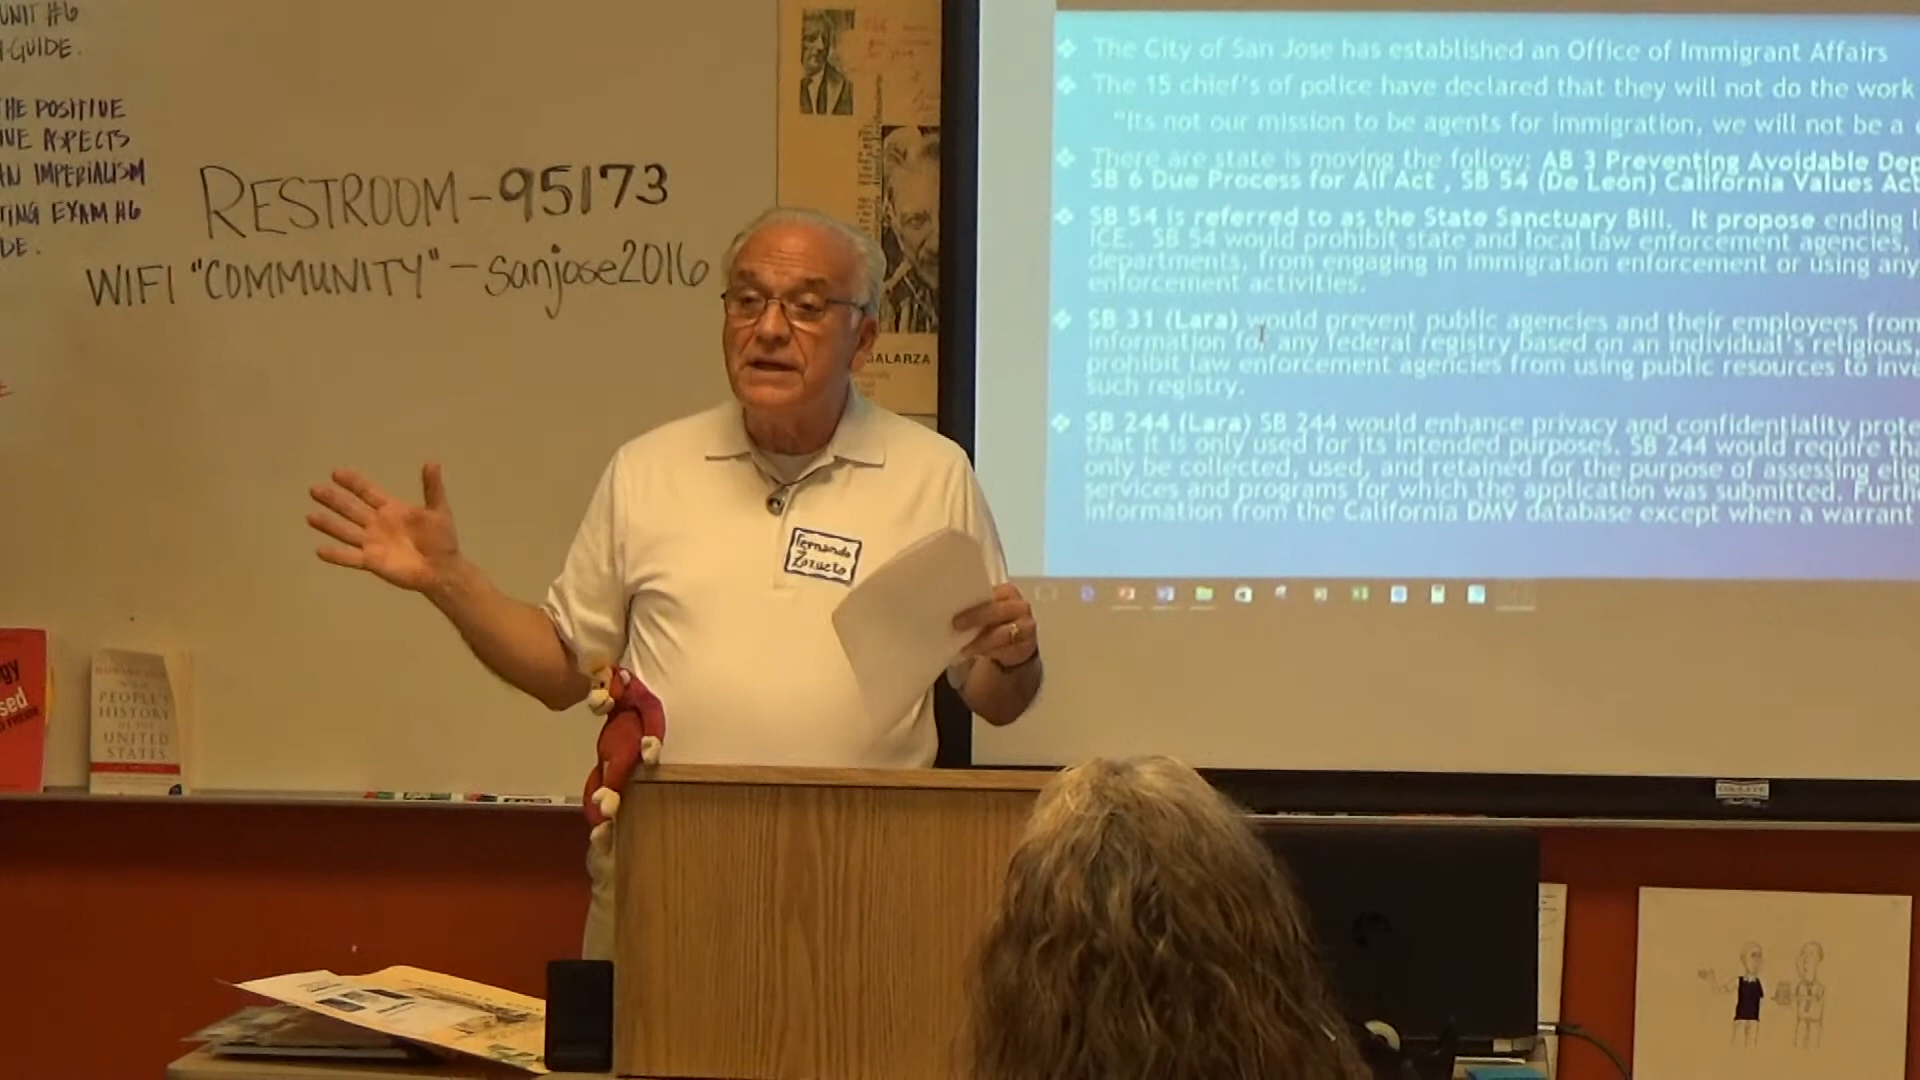 UNIT #6
GUIDE.
THE POSITIVE
ASPECTS
IMPERIALISM
EXAM #6
RESTROOM-95173
WIFI "COMMUNITY" - sanjose2016
GALARZA
Fernando
Zazueta
PEOPLE'S
HISTORY
OF THE
UNITED
STATES
The City of San Jose has established an Office of Immigrant Affairs
The 15 chief's of police have declared that they will not do the work
"Its not our mission to be agents for immigration, we will not be a
There are state is moving the follow: AB 3 Preventing Avoidable
SB 6 Due Process for All Act , SB 54 (De Leon) California Values Act
SB 54 is referred to as the State Sanctuary Bill. It propose ending
ICE. SB 54 would prohibit state and local law enforcement agencies,
departments, from engaging in immigration enforcement or using any
enforcement activities.
SB 31 (Lara) would prevent public agencies and their employees from
information for any federal registry based on an individual's religious,
prohibit law enforcement agencies from using public resources to
such registry.
SB 244 (Lara) SB 244 would enhance privacy and confidentiality
that it is only used for its intended purposes. SB 244 would require
only be collected, used, and retained for the purpose of assessing
services and programs for which the application was submitted.
information from the California DMV database except when a warrant